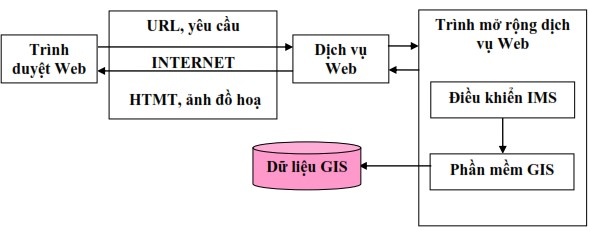 URL, yêu cầu
Trình mở rộng dịch
vụ Web
Trình
duyệt Web
INTERNET
Dịch vụ
Web
HTMT, ảnh đồ hoạ
Điều khiển IMS
Dữ liệu GIS
Phần mềm GIS